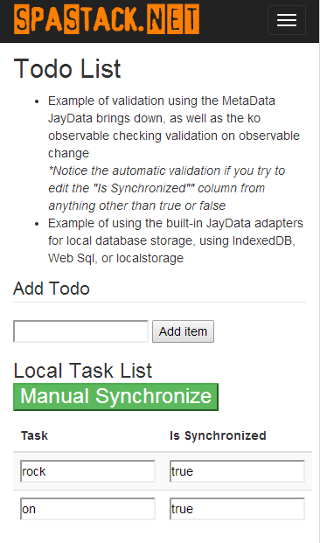 SPASTACK.NET
Todo List
Example of validation using the MetaData
JayData brings down, as well as the ko
observable checking validation on observable
change
*Notice the automatic validation if you try to
edit the "Is Synchronized"" column from
anything other than true or false
Example of using the built-in JayData adapters
for local database storage, using IndexedDB,
Web Sql, or localstorage
Add Todo
Add item
Local Task List
Manual Synchronize
Task Is Synchronized
rock true
on true